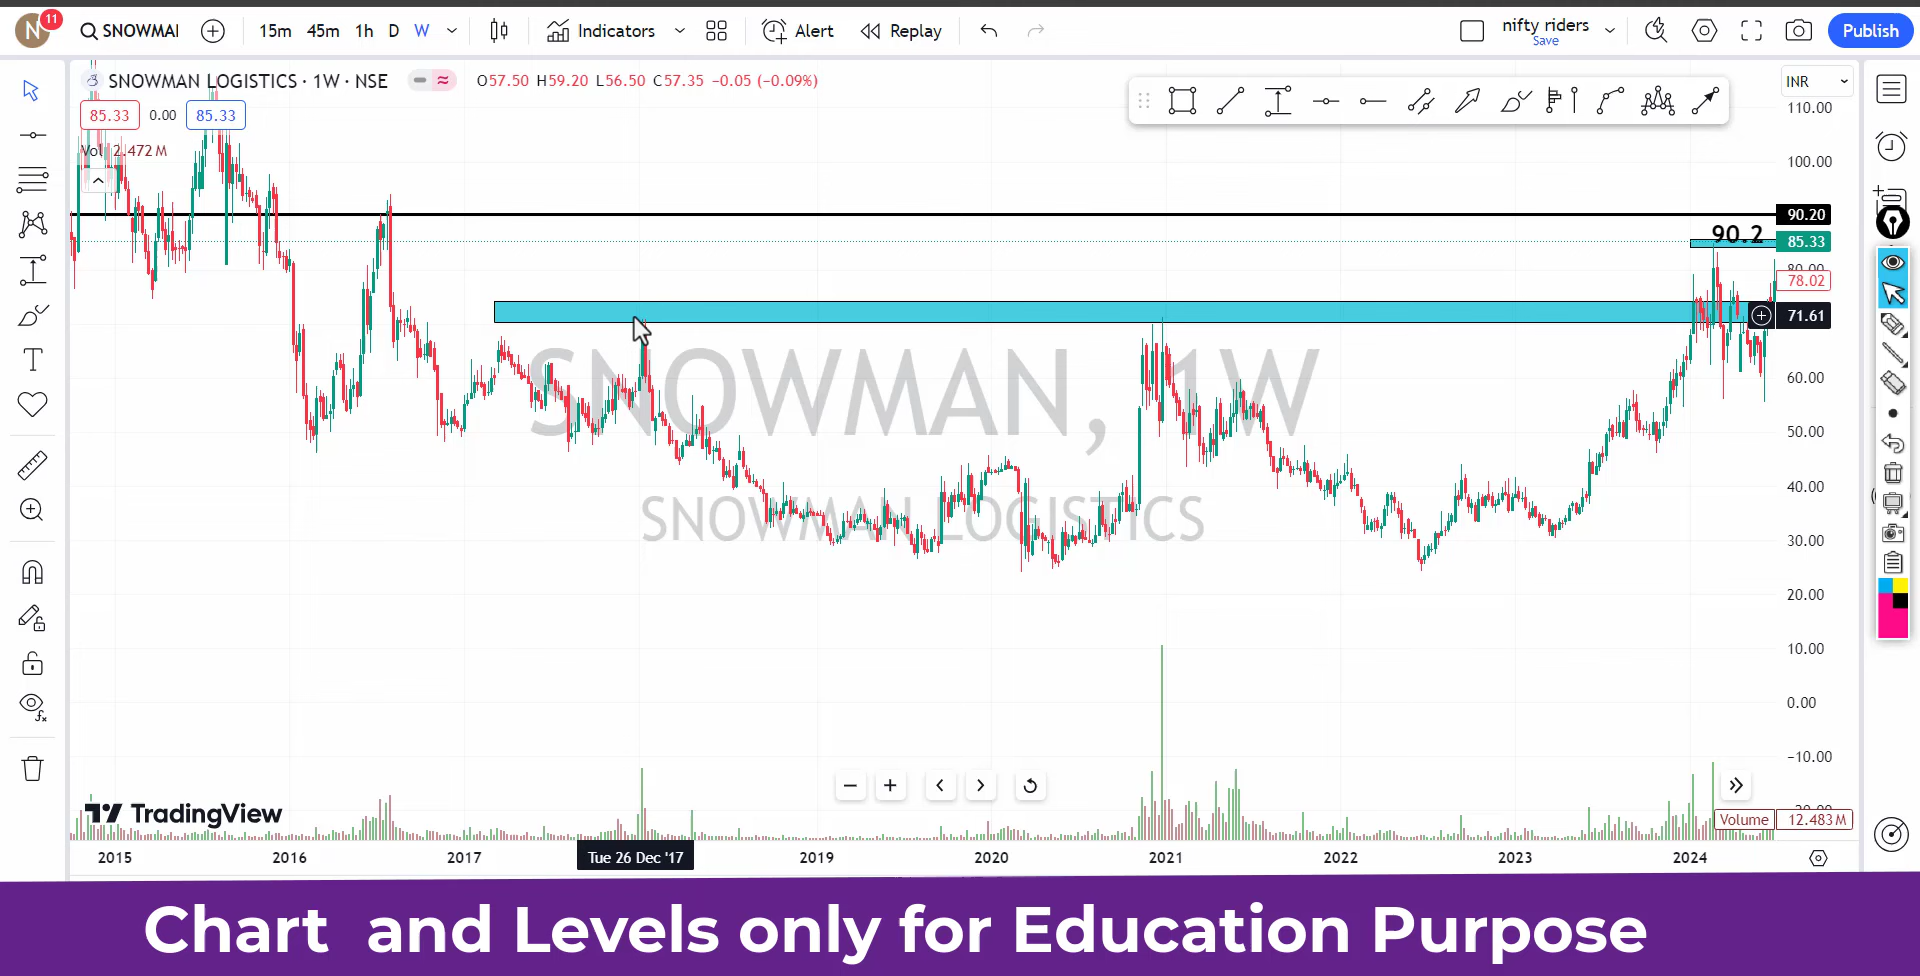 N 11 SNOWMAI 15m 45m 1h D W Indicators Alert Replay nifty riders Save Publish
SNOWMAN LOGISTICS · 1W · NSE O57.50 H59.20 L56.50 C57.35 −0.05 (−0.09%)
INR
85.33 0.00 85.33
110.00
Vol 2.472 M
100.00
90.20
90.2
85.33
80.00
78.02
71.61
SNOWMAN, 1W
60.00
50.00
40.00
SNOWMAN LOGISTICS
30.00
20.00
10.00
0.00
−10.00
TradingView
Volume 12.483 M
2015 2016 2017 Tue 26 Dec '17 2019 2020 2021 2022 2023 2024
Chart and Levels only for Education Purpose